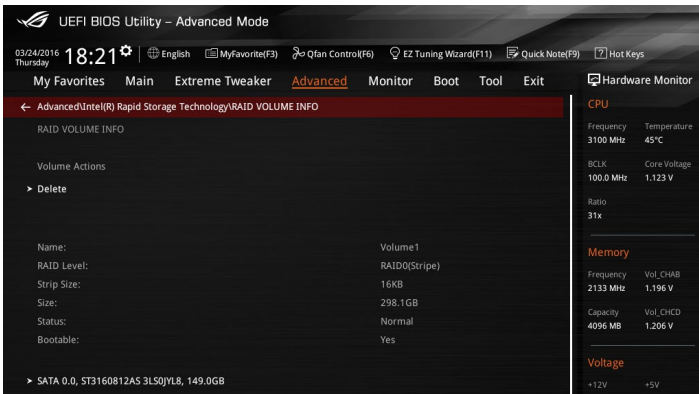 UEFI BIOS Utility – Advanced Mode
03/24/2016 Thursday 18:21 English MyFavorite(F3) Qfan Control(F6) EZ Tuning Wizard(F11) Quick Note(F9) ? Hot Keys
My Favorites Main Extreme Tweaker Advanced Monitor Boot Tool Exit Hardware Monitor
← Advanced\Intel(R) Rapid Storage Technology\RAID VOLUME INFO
RAID VOLUME INFO
Volume Actions
> Delete
Name: Volume1
RAID Level: RAID0(Stripe)
Strip Size: 16KB
Size: 298.1GB
Status: Normal
Bootable: Yes
> SATA 0.0, ST3160812AS 3LS0JYL8, 149.0GB
CPU
Frequency Temperature
3100 MHz 45°C
BCLK Core Voltage
100.0 MHz 1.123 V
Ratio
31x
Memory
Frequency Vol_CHAB
2133 MHz 1.196 V
Capacity Vol_CHCD
4096 MB 1.206 V
Voltage
+12V +5V